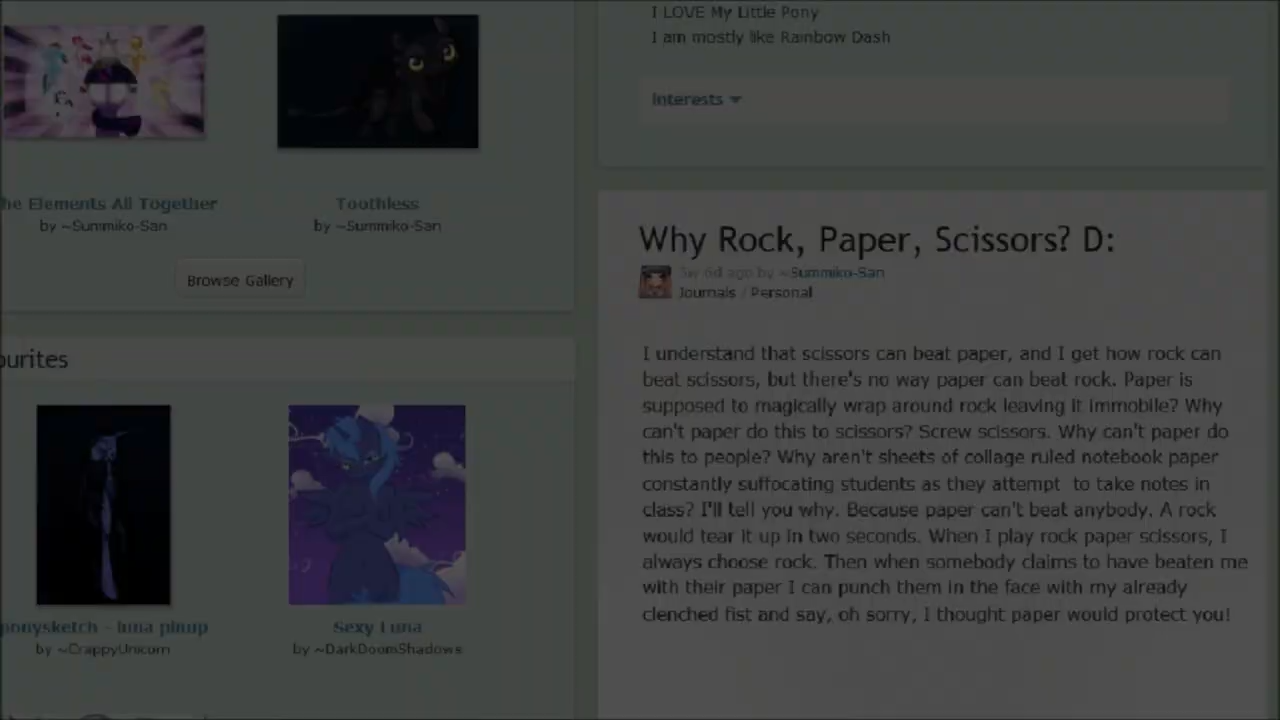 I LOVE My Little Pony
I am mostly like Rainbow Dash
Interests
he Elements All Together
by ~Summiko-San
Toothless
by ~Summiko-San
Browse Gallery
Why Rock, Paper, Scissors? D:
3w 6d ago by ~Summiko-San
Journals / Personal
I understand that scissors can beat paper, and I get how rock can
beat scissors, but there's no way paper can beat rock. Paper is
supposed to magically wrap around rock leaving it immobile? Why
can't paper do this to scissors? Screw scissors. Why can't paper do
this to people? Why aren't sheets of collage ruled notebook paper
constantly suffocating students as they attempt to take notes in
class? I'll tell you why. Because paper can't beat anybody. A rock
would tear it up in two seconds. When I play rock paper scissors, I
always choose rock. Then when somebody claims to have beaten me
with their paper I can punch them in the face with my already
clenched fist and say, oh sorry, I thought paper would protect you!
ourites
ponysketch - luna pinup
by ~CrappyUnicorn
Sexy Luna
by ~DarkDoomShadows